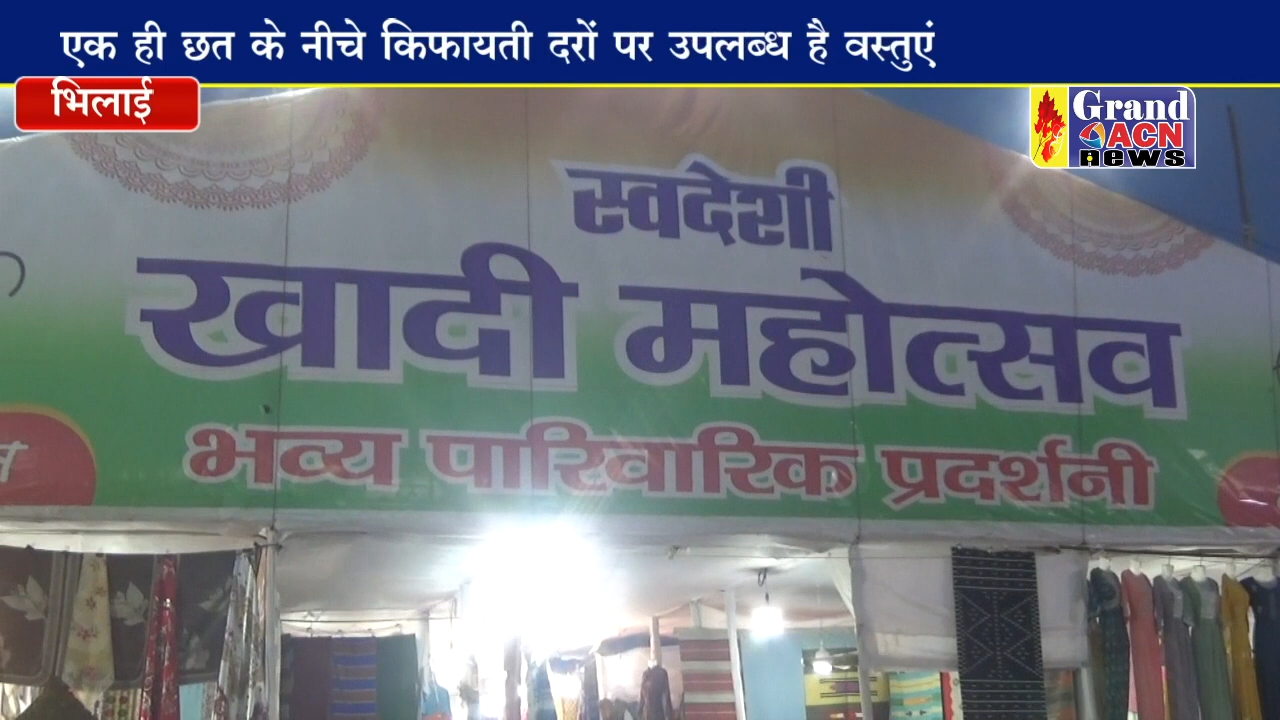 एक ही छत के नीचे किफायती दरों पर उपलब्ध है वस्तुएं
भिलाई
Grand
ACN
news
स्वदेशी
खादी महोत्सव
भव्य पारिवारिक प्रदर्शनी